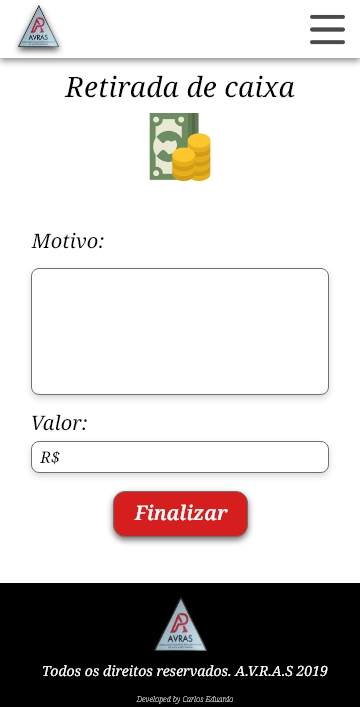 AVRAS
Retirada de caixa
Motivo:
Valor:
R$
Finalizar
AVRAS
Todos os direitos reservados. A.V.R.A.S 2019
Developed by Carlos Eduardo